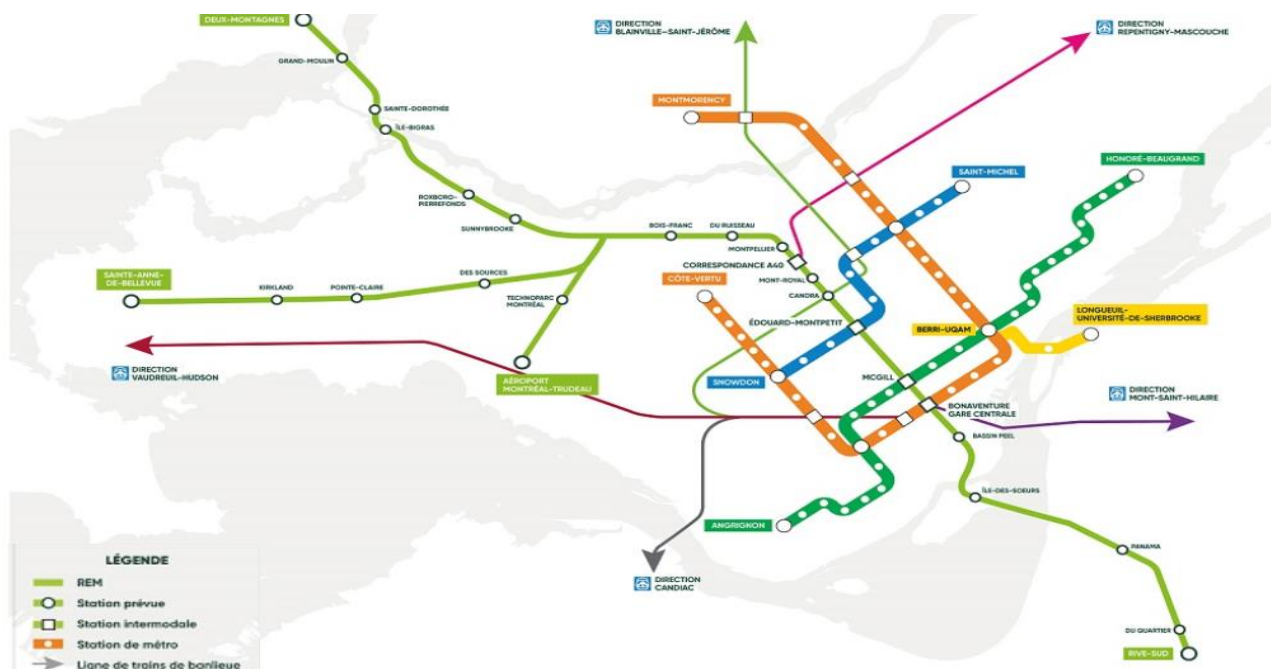 DEUX-MONTAGNES
GRAND-MOULIN
SAINTE-DOROTHÉE
ÎLE-BIGRAS
ROXBORO-
PIERREFONDS
SUNNYBROOKE
BOIS-FRANC
DU RUISSEAU
MONTPELLIER
CORRESPONDANCE A40
MONT-ROYAL
CANORA
ÉDOUARD-MONTPETIT
MCGILL
BONAVENTURE
GARE CENTRALE
BASSIN PEEL
ÎLE-DES-SOEURS
PANAMA
DU QUARTIER
RIVE-SUD
SAINTE-ANNE-
DE-BELLEVUE
KIRKLAND
POINTE-CLAIRE
DES SOURCES
TECHNOPARC
MONTRÉAL
AÉROPORT
MONTRÉAL-TRUDEAU
DIRECTION
BLAINVILLE–SAINT-JÉRÔME
DIRECTION
REPENTIGNY-MASCOUCHE
MONTMORENCY
SAINT-MICHEL
HONORÉ-BEAUGRAND
CÔTE-VERTU
SNOWDON
BERRI-UQAM
LONGUEUIL-
UNIVERSITÉ-DE-SHERBROOKE
ANGRIGNON
DIRECTION
VAUDREUIL-HUDSON
DIRECTION
MONT-SAINT-HILAIRE
DIRECTION
CANDIAC
LÉGENDE
REM
Station prévue
Station intermodale
Station de métro
Ligne de trains de banlieue